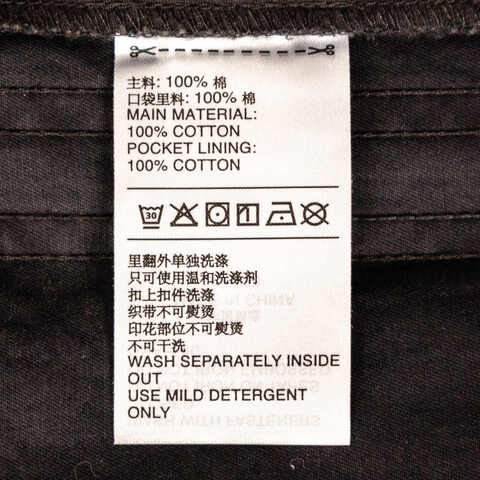 主料: 100% 棉
口袋里料: 100% 棉
MAIN MATERIAL:
100% COTTON
POCKET LINING:
100% COTTON
30
里翻外单独洗涤
只可使用温和洗涤剂
扣上扣件洗涤
织带不可熨烫
印花部位不可熨烫
不可干洗
WASH SEPARATELY INSIDE
OUT
USE MILD DETERGENT
ONLY